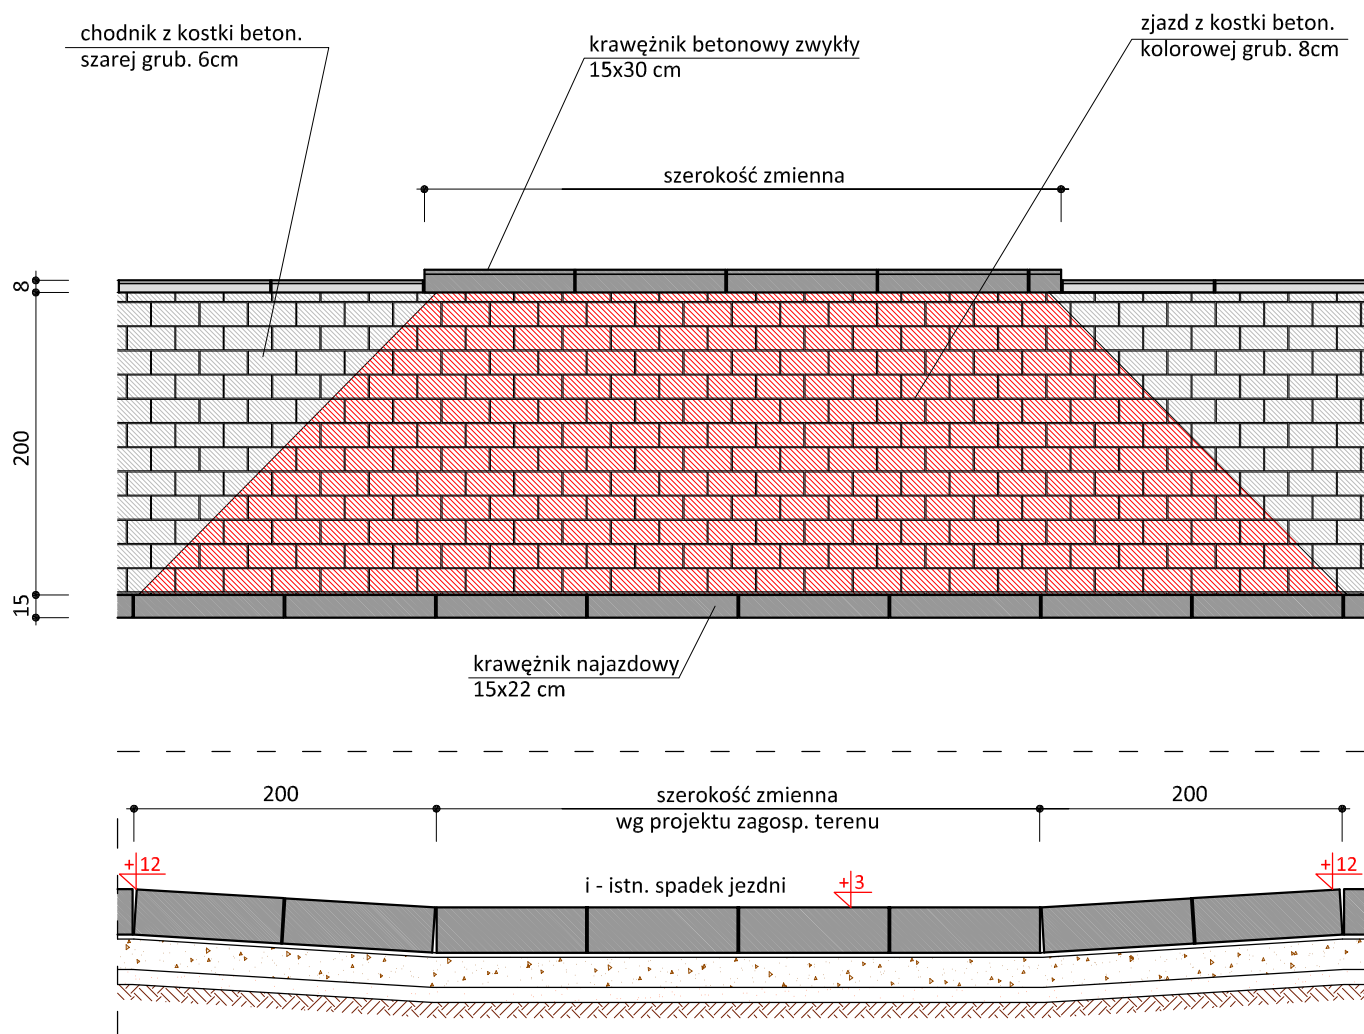 chodnik z kostki beton.
szarej grub. 6cm
krawężnik betonowy zwykły
15x30 cm
zjazd z kostki beton.
kolorowej grub. 8cm
szerokość zmienna
8
200
15
krawężnik najazdowy
15x22 cm
200
szerokość zmienna
wg projektu zagosp. terenu
200
+12
i - istn. spadek jezdni
+3
+12